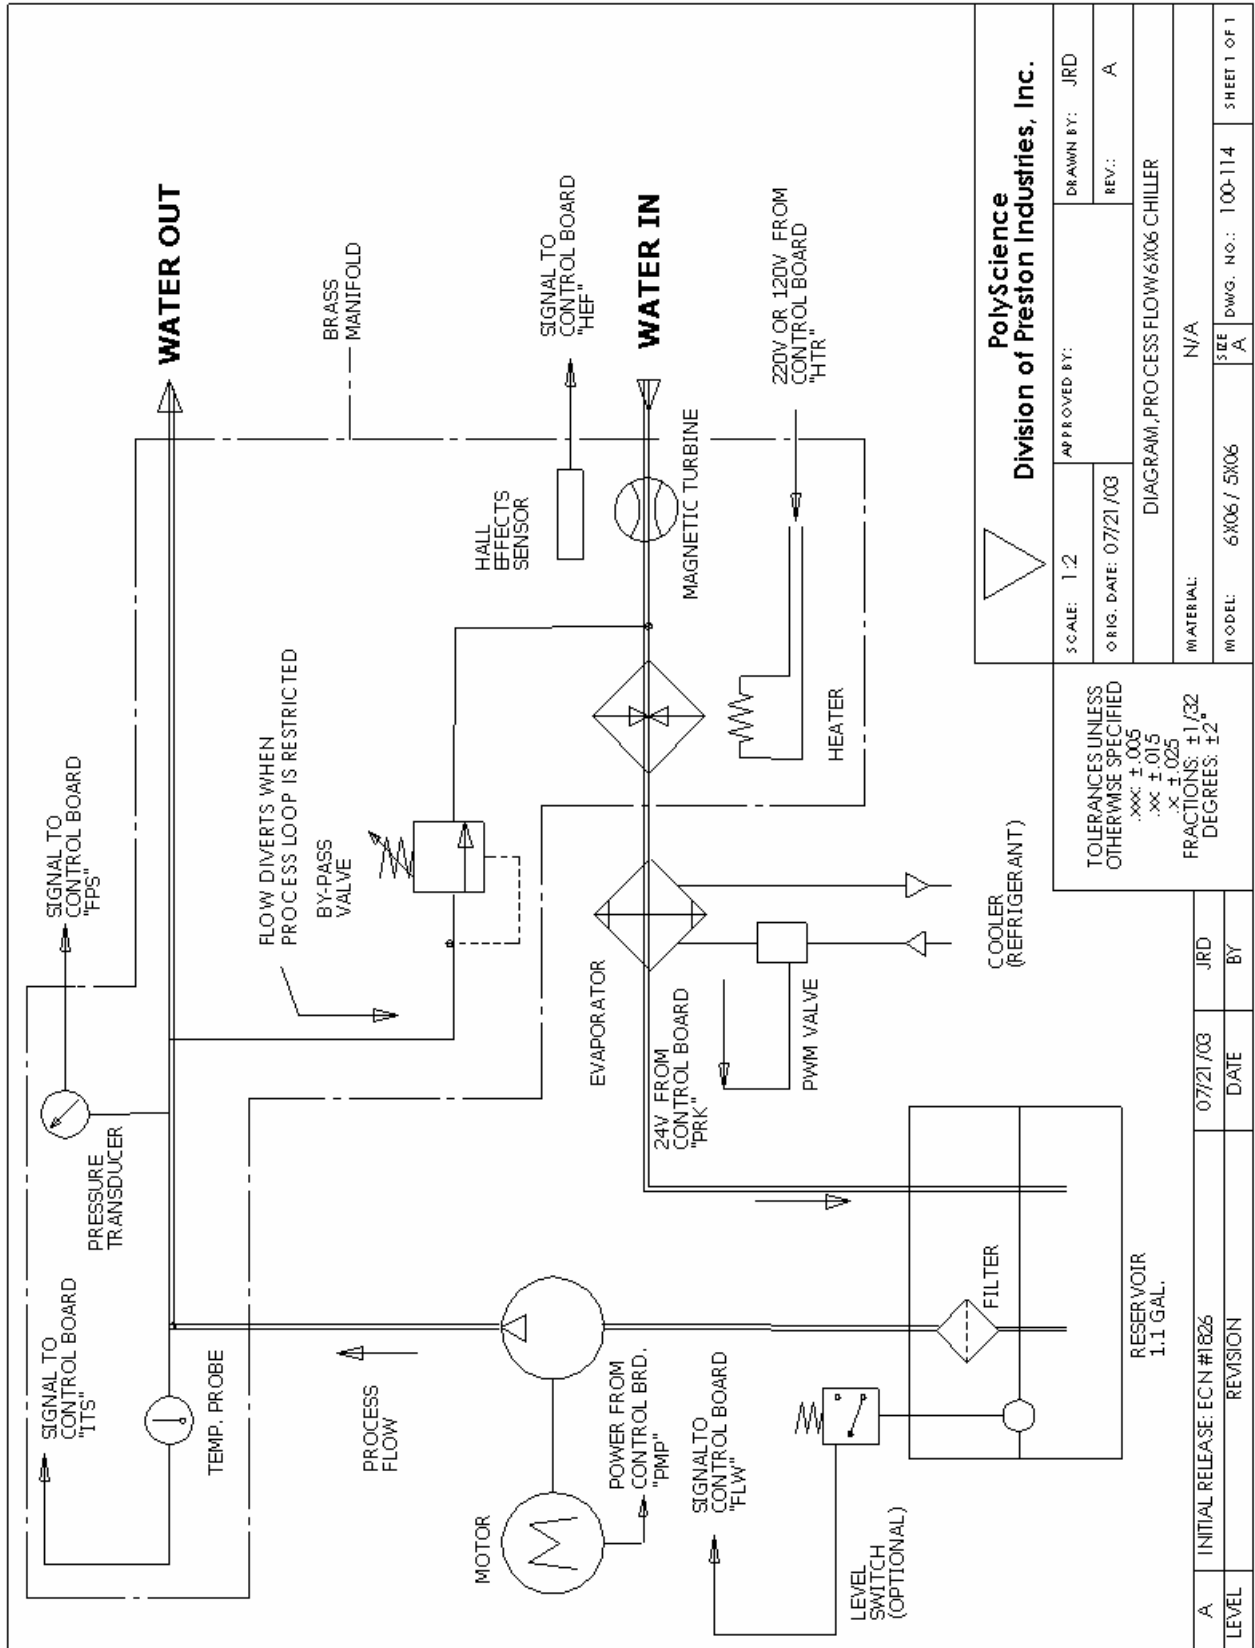 SIGNAL TO
CONTROL BOARD
"ITS"
TEMP. PROBE
PRESSURE
TRANSDUCER
SIGNAL TO
CONTROL BOARD
"FPS"
WATER OUT
FLOW DIVERTS WHEN
PROCESS LOOP IS RESTRICTED
BY-PASS
VALVE
BRASS
MANIFOLD
PROCESS
FLOW
MOTOR
POWER FROM
CONTROL BRD.
"PMP"
HALL
EFFECTS
SENSOR
SIGNAL TO
CONTROL BOARD
"HEF"
WATER IN
MAGNETIC TURBINE
EVAPORATOR
24V FROM
CONTROL BOARD
"PRK"
PWM VALVE
HEATER
220V OR 120V FROM
CONTROL BOARD
"HTR"
COOLER
(REFRIGERANT)
SIGNAL TO
CONTROL BOARD
"FLW"
LEVEL
SWITCH
(OPTIONAL)
FILTER
RESERVOIR
1.1 GAL.
PolyScience
Division of Preston Industries, Inc.
SCALE: 1:2
APPROVED BY:
DRAWN BY: JRD
ORIG. DATE: 07/21/03
REV.: A
DIAGRAM, PROCESS FLOW 6X06 CHILLER
MATERIAL: N/A
MODEL: 6X06 / 5X06
SIZE A
DWG. NO.: 100-114
SHEET 1 OF 1
TOLERANCES UNLESS
OTHERWISE SPECIFIED
.xxx ±.005
.xx ±.015
.x ±.025
FRACTIONS: ±1/32
DEGREES: ±2°
A INITIAL RELEASE: ECN #1826 07/21/03 JRD
LEVEL REVISION DATE BY